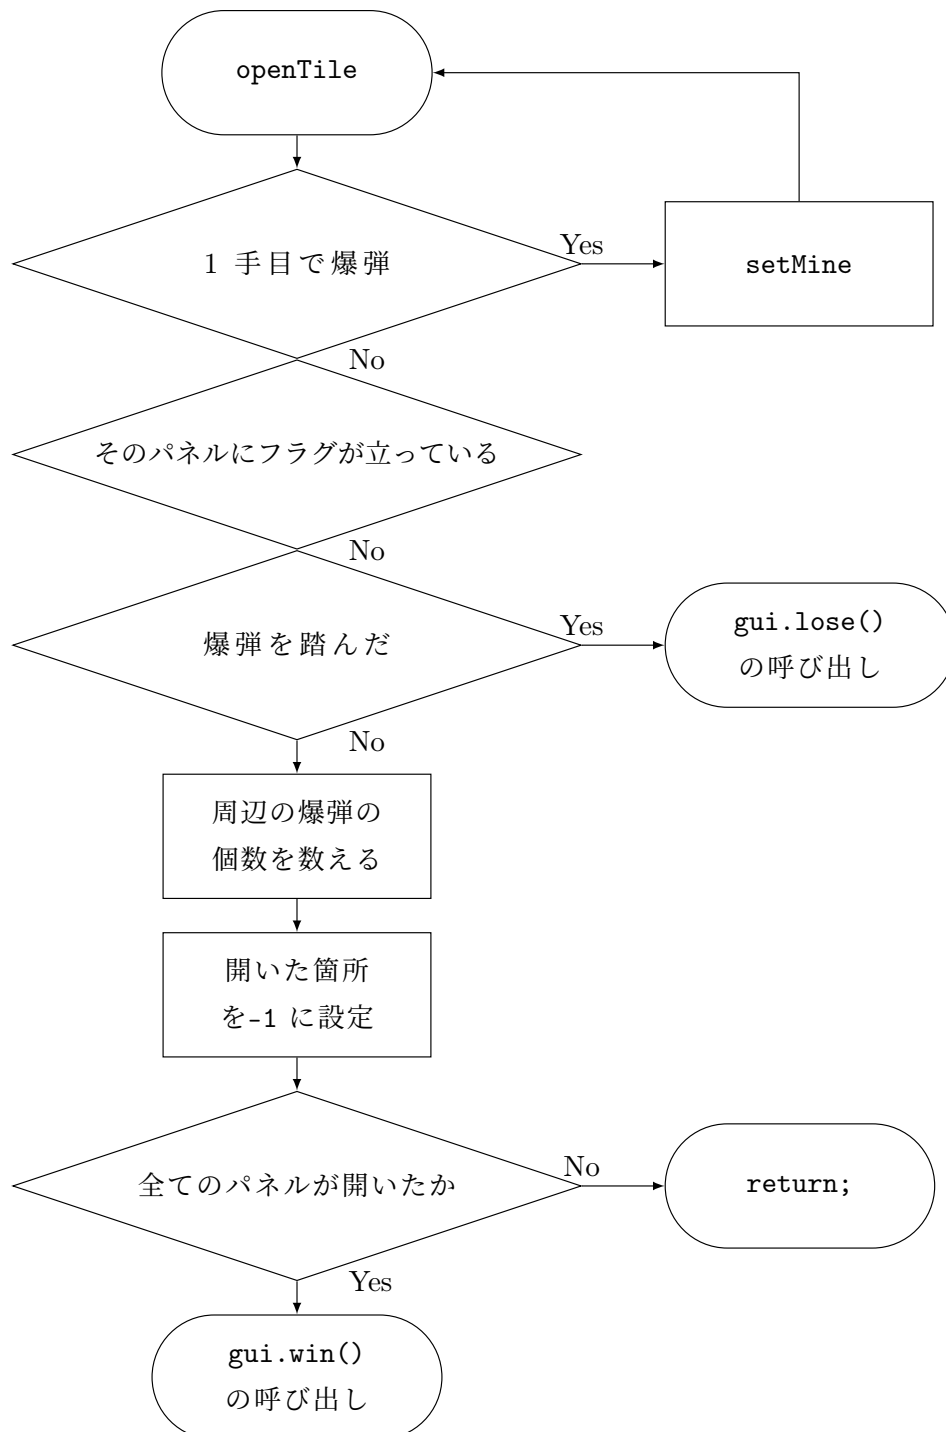 openTile
1 手目で爆弾
Yes
setMine
No
そのパネルにフラグが立っている
No
爆弾を踏んだ
Yes
gui.lose()
の呼び出し
No
周辺の爆弾の
個数を数える
開いた箇所
を-1 に設定
全てのパネルが開いたか
No
return;
Yes
gui.win()
の呼び出し